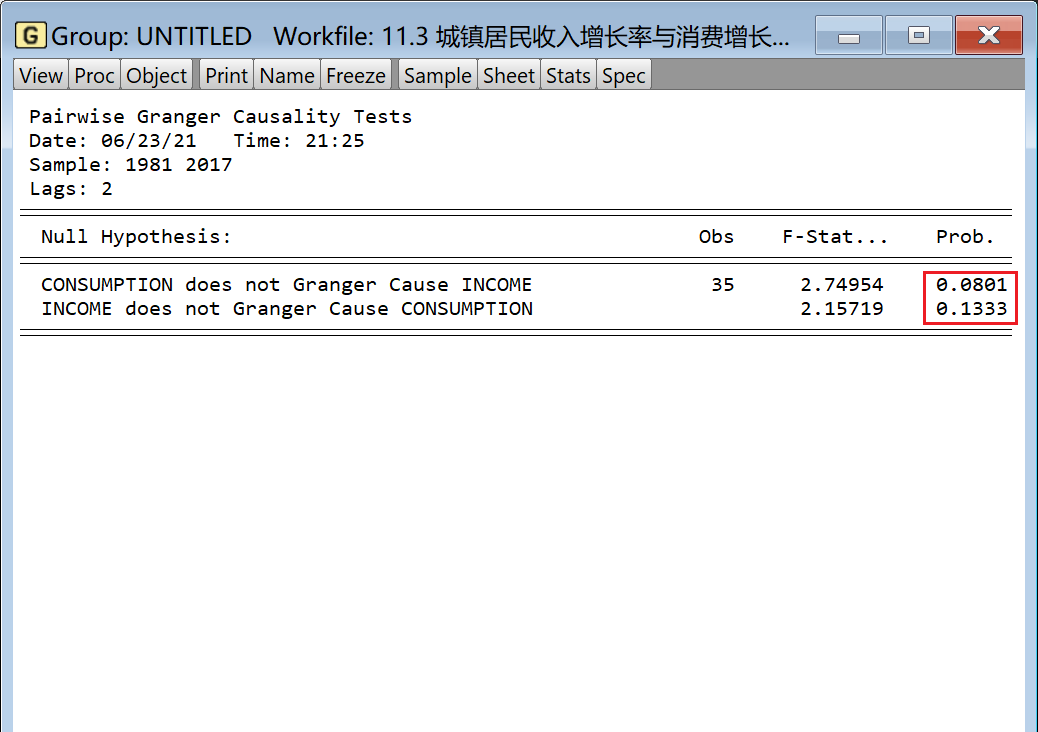 G Group: UNTITLED Workfile: 11.3 城镇居民收入增长率与消费增长...
View Proc Object Print Name Freeze Sample Sheet Stats Spec
Pairwise Granger Causality Tests
Date: 06/23/21 Time: 21:25
Sample: 1981 2017
Lags: 2
Null Hypothesis: Obs F-Stat... Prob.
CONSUMPTION does not Granger Cause INCOME 35 2.74954 0.0801
INCOME does not Granger Cause CONSUMPTION 2.15719 0.1333